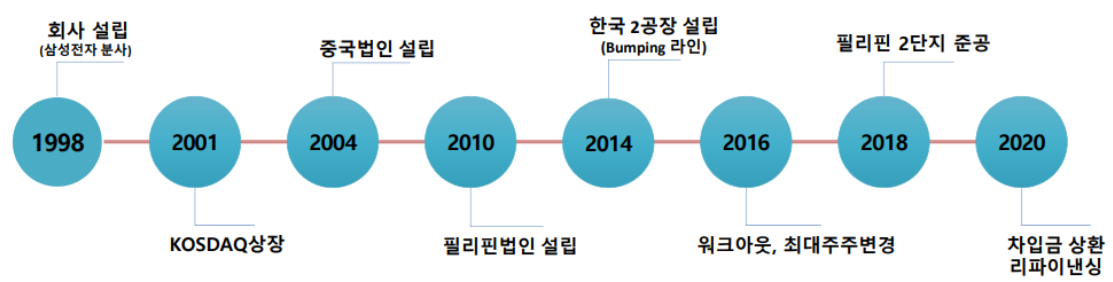 회사 설립
(삼성전자 분사)
1998
2001
KOSDAQ상장
중국법인 설립
2004
2010
필리핀법인 설립
한국 2공장 설립
(Bumping 라인)
2014
2016
워크아웃, 최대주주변경
필리핀 2단지 준공
2018
2020
차입금 상환
리파이낸싱